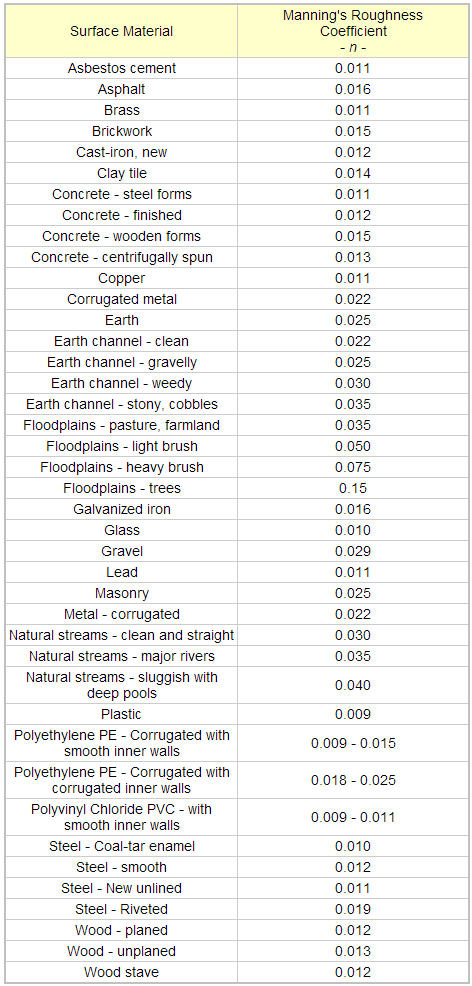 Surface Material
Manning's Roughness
Coefficient
- n -
Asbestos cement 0.011
Asphalt 0.016
Brass 0.011
Brickwork 0.015
Cast-iron, new 0.012
Clay tile 0.014
Concrete - steel forms 0.011
Concrete - finished 0.012
Concrete - wooden forms 0.015
Concrete - centrifugally spun 0.013
Copper 0.011
Corrugated metal 0.022
Earth 0.025
Earth channel - clean 0.022
Earth channel - gravelly 0.025
Earth channel - weedy 0.030
Earth channel - stony, cobbles 0.035
Floodplains - pasture, farmland 0.035
Floodplains - light brush 0.050
Floodplains - heavy brush 0.075
Floodplains - trees 0.15
Galvanized iron 0.016
Glass 0.010
Gravel 0.029
Lead 0.011
Masonry 0.025
Metal - corrugated 0.022
Natural streams - clean and straight 0.030
Natural streams - major rivers 0.035
Natural streams - sluggish with
deep pools 0.040
Plastic 0.009
Polyethylene PE - Corrugated with
smooth inner walls 0.009 - 0.015
Polyethylene PE - Corrugated with
corrugated inner walls 0.018 - 0.025
Polyvinyl Chloride PVC - with
smooth inner walls 0.009 - 0.011
Steel - Coal-tar enamel 0.010
Steel - smooth 0.012
Steel - New unlined 0.011
Steel - Riveted 0.019
Wood - planed 0.012
Wood - unplaned 0.013
Wood stave 0.012